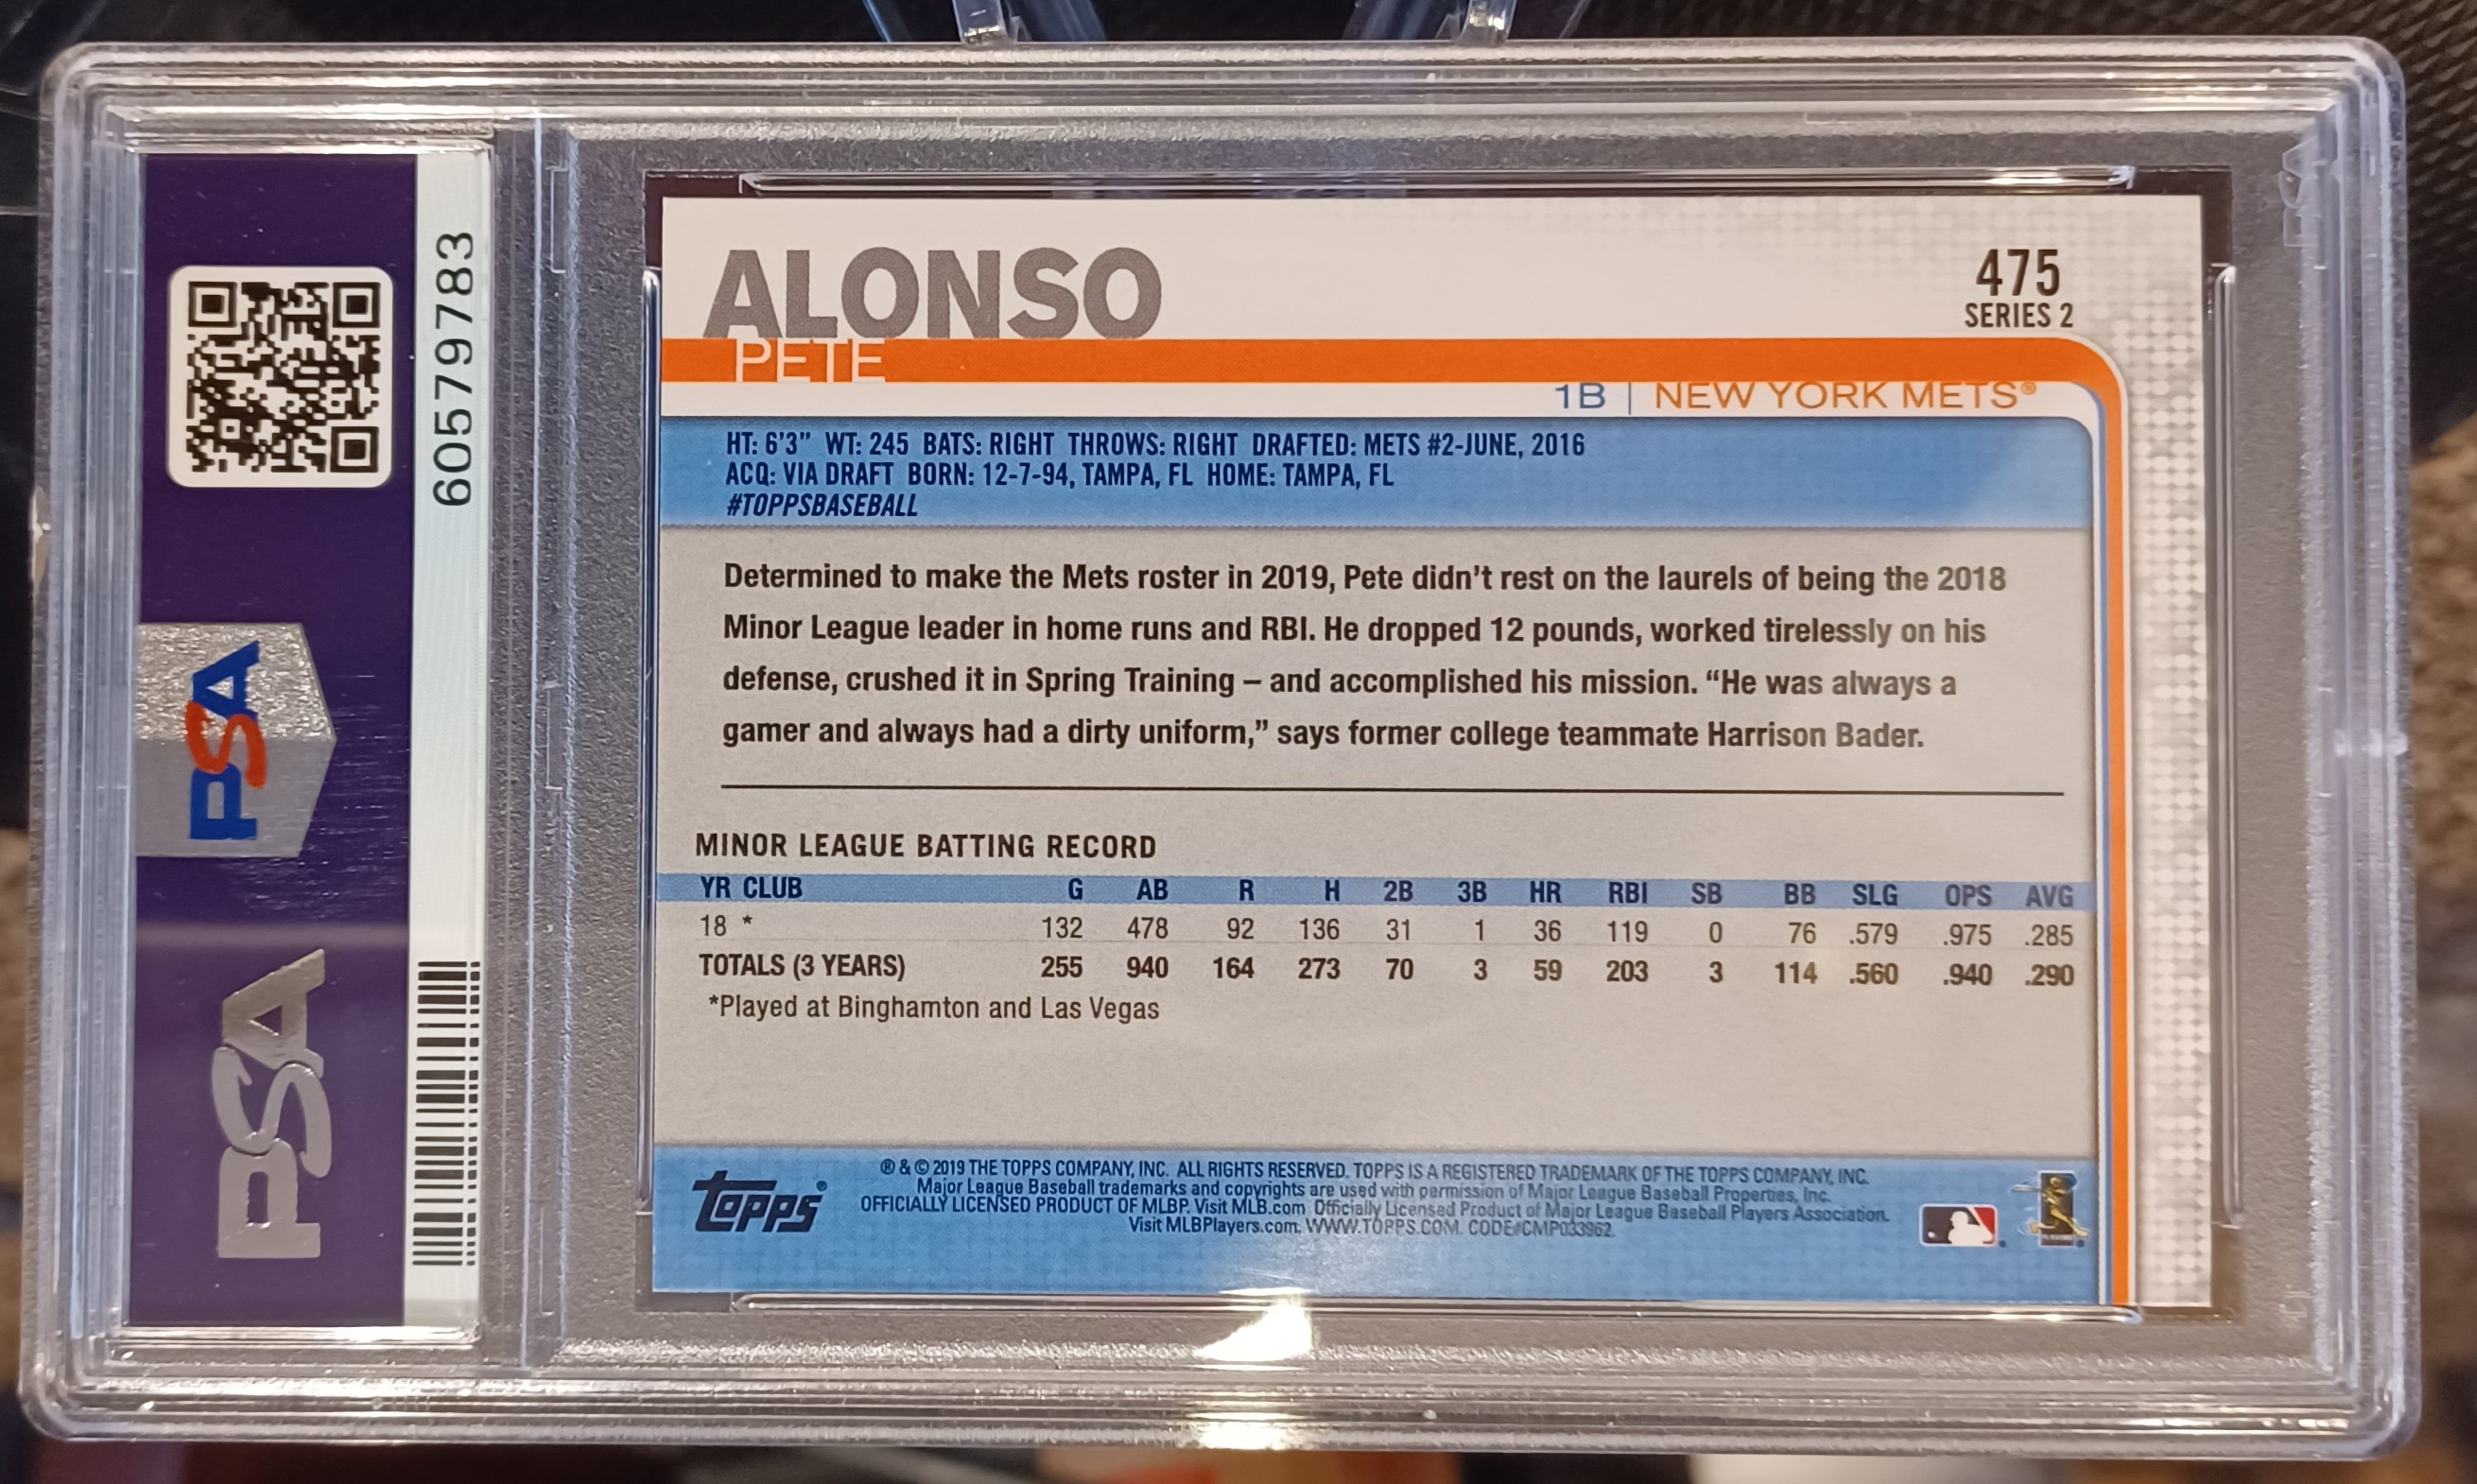 60579783
PSA
PSA
ALONSO
PETE
475
SERIES 2
1B | NEW YORK METS®
HT: 6'3" WT: 245 BATS: RIGHT THROWS: RIGHT DRAFTED: METS #2-JUNE, 2016
ACQ: VIA DRAFT BORN: 12-7-94, TAMPA, FL HOME: TAMPA, FL
#TOPPSBASEBALL
Determined to make the Mets roster in 2019, Pete didn't rest on the laurels of being the 2018
Minor League leader in home runs and RBI. He dropped 12 pounds, worked tirelessly on his
defense, crushed it in Spring Training – and accomplished his mission. “He was always a
gamer and always had a dirty uniform,” says former college teammate Harrison Bader.
MINOR LEAGUE BATTING RECORD
YR CLUB G AB R H 2B 3B HR RBI SB BB SLG OPS AVG
18 * 132 478 92 136 31 1 36 119 0 76 .579 .975 .285
TOTALS (3 YEARS) 255 940 164 273 70 3 59 203 3 114 .560 .940 .290
*Played at Binghamton and Las Vegas
topps®
® & © 2019 THE TOPPS COMPANY, INC. ALL RIGHTS RESERVED. TOPPS IS A REGISTERED TRADEMARK OF THE TOPPS COMPANY, INC.
Major League Baseball trademarks and copyrights are used with permission of Major League Baseball Properties, Inc.
OFFICIALLY LICENSED PRODUCT OF MLBP. Visit MLB.com Officially Licensed Product of Major League Baseball Players Association.
Visit MLBPlayers.com. WWW.TOPPS.COM. CODE#CMP033962.